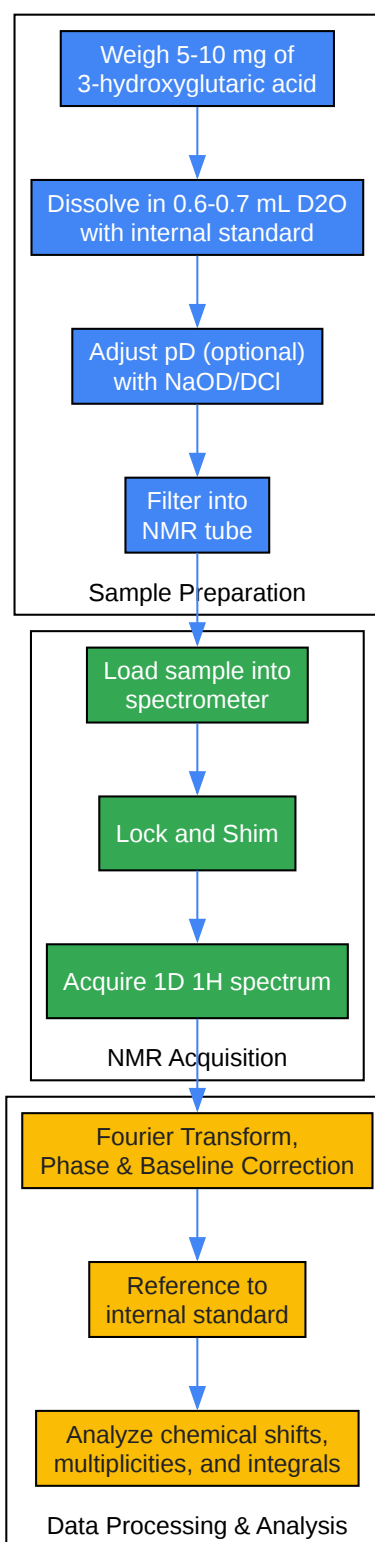 Weigh 5-10 mg of
3-hydroxyglutaric acid
Dissolve in 0.6-0.7 mL D2O
with internal standard
Adjust pD (optional)
with NaOD/DCl
Filter into
NMR tube
Sample Preparation
Load sample into
spectrometer
Lock and Shim
Acquire 1D 1H spectrum
NMR Acquisition
Fourier Transform,
Phase & Baseline Correction
Reference to
internal standard
Analyze chemical shifts,
multiplicities, and integrals
Data Processing & Analysis